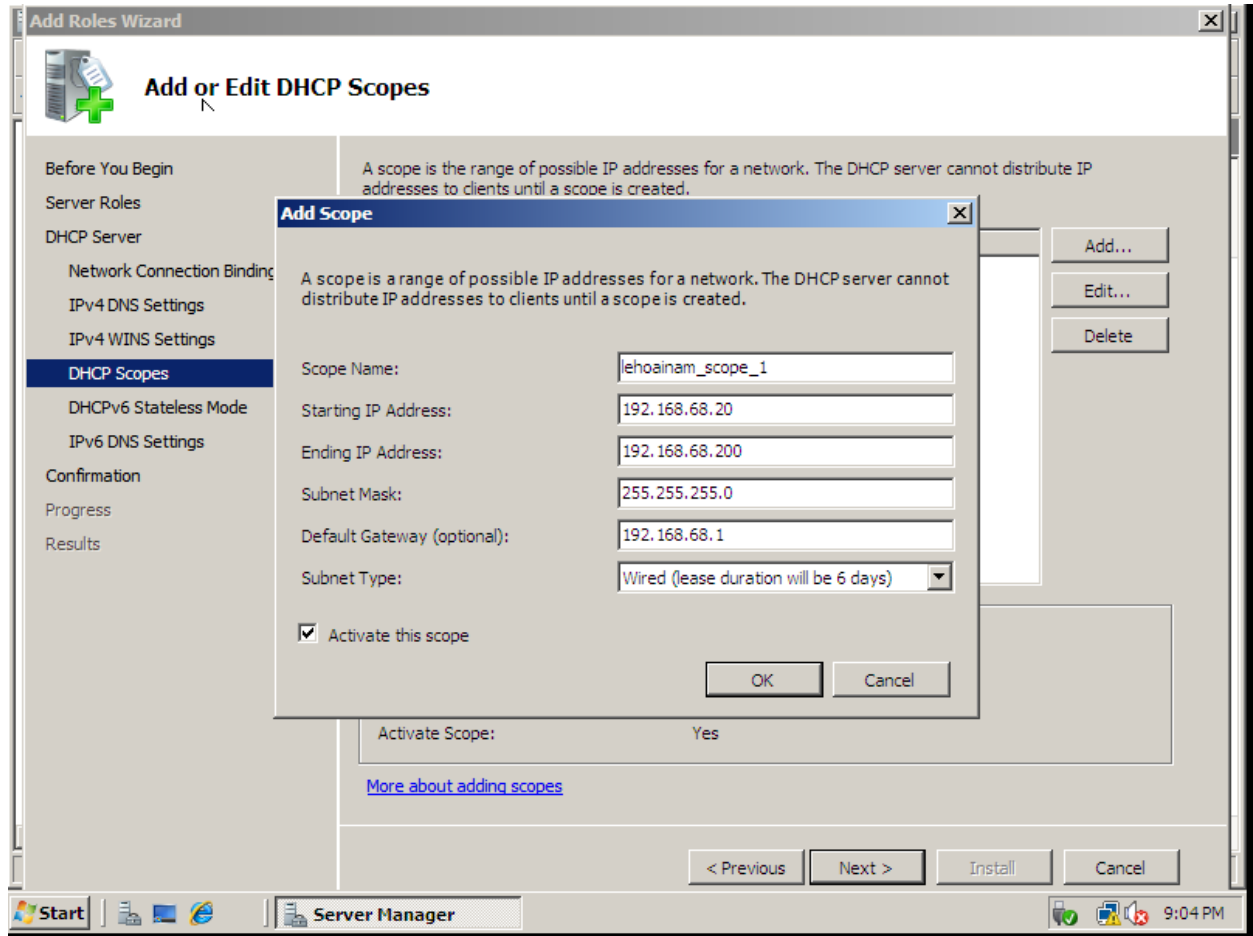 Add Roles Wizard
Add or Edit DHCP Scopes
Before You Begin
Server Roles
DHCP Server
Network Connection Binding
IPv4 DNS Settings
IPv4 WINS Settings
DHCP Scopes
DHCPv6 Stateless Mode
IPv6 DNS Settings
Confirmation
Progress
Results
A scope is the range of possible IP addresses for a network. The DHCP server cannot distribute IP
addresses to clients until a scope is created.
Add...
Edit...
Delete
Add Scope
A scope is a range of possible IP addresses for a network. The DHCP server cannot
distribute IP addresses to clients until a scope is created.
Scope Name: lehoainam_scope_1
Starting IP Address: 192.168.68.20
Ending IP Address: 192.168.68.200
Subnet Mask: 255.255.255.0
Default Gateway (optional): 192.168.68.1
Subnet Type: Wired (lease duration will be 6 days)
Activate this scope
OK Cancel
Activate Scope: Yes
More about adding scopes
< Previous Next > Install Cancel
Start Server Manager 9:04 PM